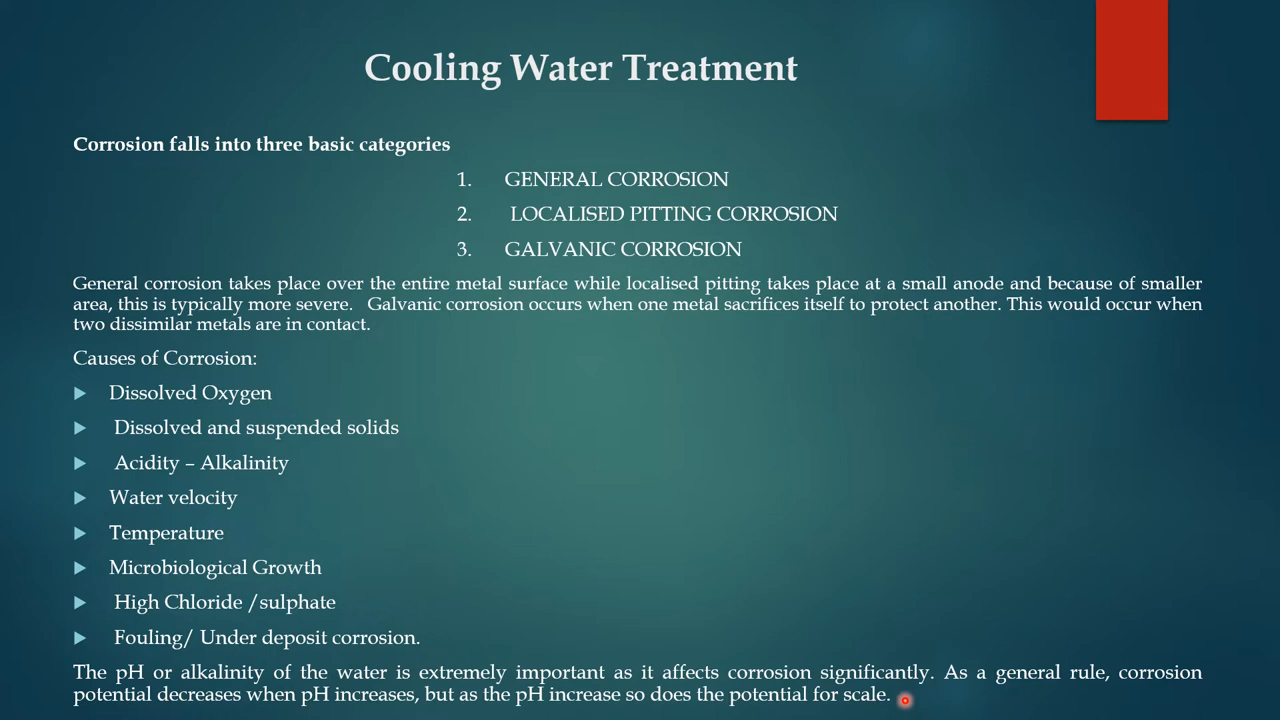 Cooling Water Treatment
Corrosion falls into three basic categories
1. GENERAL CORROSION
2. LOCALISED PITTING CORROSION
3. GALVANIC CORROSION
General corrosion takes place over the entire metal surface while localised pitting takes place at a small anode and because of smaller
area, this is typically more severe. Galvanic corrosion occurs when one metal sacrifices itself to protect another. This would occur when
two dissimilar metals are in contact.
Causes of Corrosion:
Dissolved Oxygen
Dissolved and suspended solids
Acidity – Alkalinity
Water velocity
Temperature
Microbiological Growth
High Chloride /sulphate
Fouling/ Under deposit corrosion.
The pH or alkalinity of the water is extremely important as it affects corrosion significantly. As a general rule, corrosion
potential decreases when pH increases, but as the pH increase so does the potential for scale.